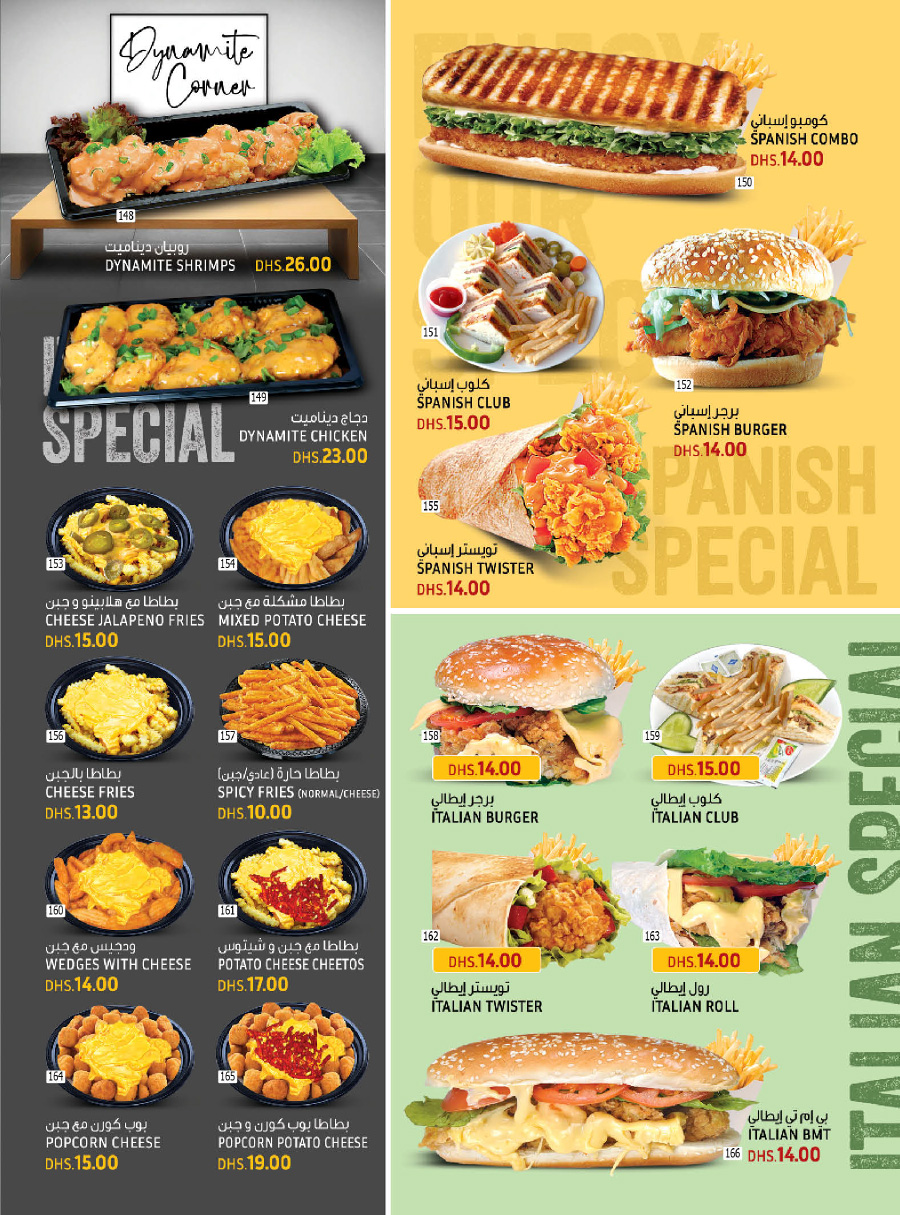 Dynamite
Corner
148
روبيان ديناميت
DYNAMITE SHRIMPS DHS.26.00
149
SPECIAL
دجاج ديناميت
DYNAMITE CHICKEN
DHS.23.00
153
بطاطا مع هلابينو و جبن
CHEESE JALAPENO FRIES
DHS.15.00
154
بطاطا مشكلة مع جبن
MIXED POTATO CHEESE
DHS.15.00
156
بطاطا بالجبن
CHEESE FRIES
DHS.13.00
157
بطاطا حارة (عادي/جبن)
SPICY FRIES (NORMAL/CHEESE)
DHS.10.00
160
ودجيس مع جبن
WEDGES WITH CHEESE
DHS.14.00
161
بطاطا مع جبن و شيتوس
POTATO CHEESE CHEETOS
DHS.17.00
164
بوب كورن مع جبن
POPCORN CHEESE
DHS.15.00
165
بطاطا بوب كورن و جبن
POPCORN POTATO CHEESE
DHS.19.00
ENJOY
OUR
SPANISH
SPECIAL
كومبو إسباني
SPANISH COMBO
DHS.14.00
150
151
كلوب إسباني
SPANISH CLUB
DHS.15.00
152
برجر إسباني
SPANISH BURGER
DHS.14.00
155
تويستر إسباني
SPANISH TWISTER
DHS.14.00
ITALIAN SPECIAL
158
DHS.14.00
برجر إيطالي
ITALIAN BURGER
159
DHS.15.00
كلوب إيطالي
ITALIAN CLUB
162
DHS.14.00
تويستر إيطالي
ITALIAN TWISTER
163
DHS.14.00
رول إيطالي
ITALIAN ROLL
بي إم تي إيطالي
ITALIAN BMT
166 DHS.14.00